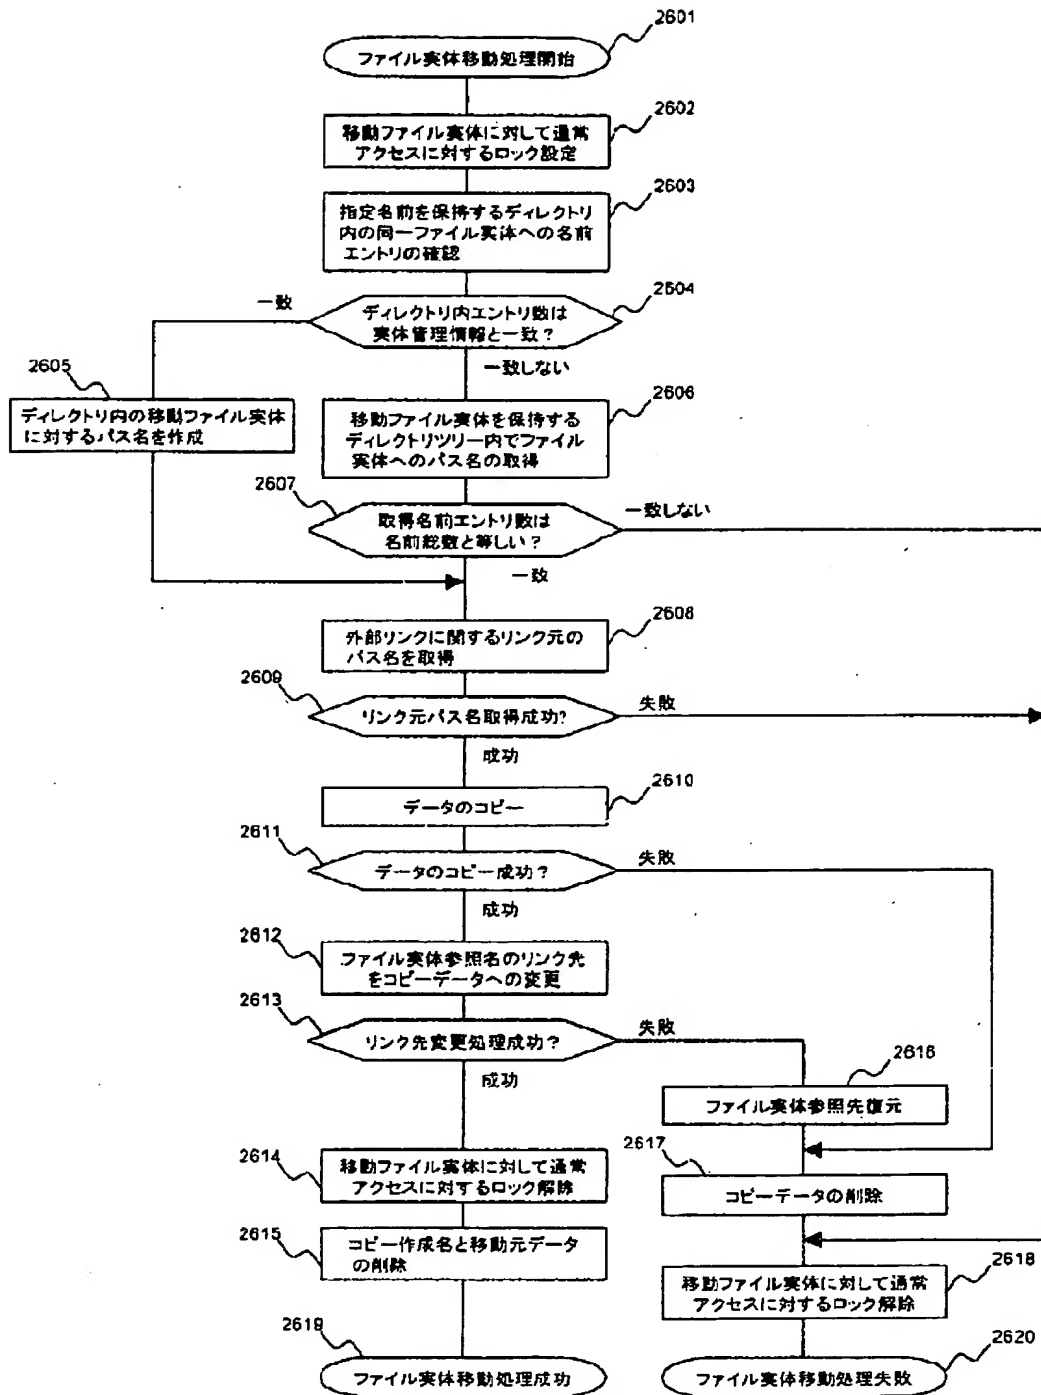 2601
ファイル実体移動処理開始
2602
移動ファイル実体に対して通常
アクセスに対するロック設定
2603
指定名前を保持するディレクトリ
内の同一ファイル実体への名前
エントリの確認
2604
一致
ディレクトリ内エントリ数は
実体管理情報と一致?
一致しない
2605
ディレクトリ内の移動ファイル実体
に対するパス名を作成
2606
移動ファイル実体を保持する
ディレクトリツリー内でファイル
実体へのパス名の取得
2607
取得名前エントリ数は
名前総数と等しい?
一致しない
一致
2608
外部リンクに関するリンク元の
パス名を取得
2609
リンク元パス名取得成功?
失敗
成功
2610
データのコピー
2611
データのコピー成功?
失敗
成功
2612
ファイル実体参照名のリンク先
をコピーデータへの変更
2613
リンク先変更処理成功?
失敗
成功
2616
ファイル実体参照先復元
2614
移動ファイル実体に対して通常
アクセスに対するロック解除
2617
コピーデータの削除
2615
コピー作成名と移動元データ
の削除
2618
移動ファイル実体に対して通常
アクセスに対するロック解除
2619
ファイル実体移動処理成功
2620
ファイル実体移動処理失敗